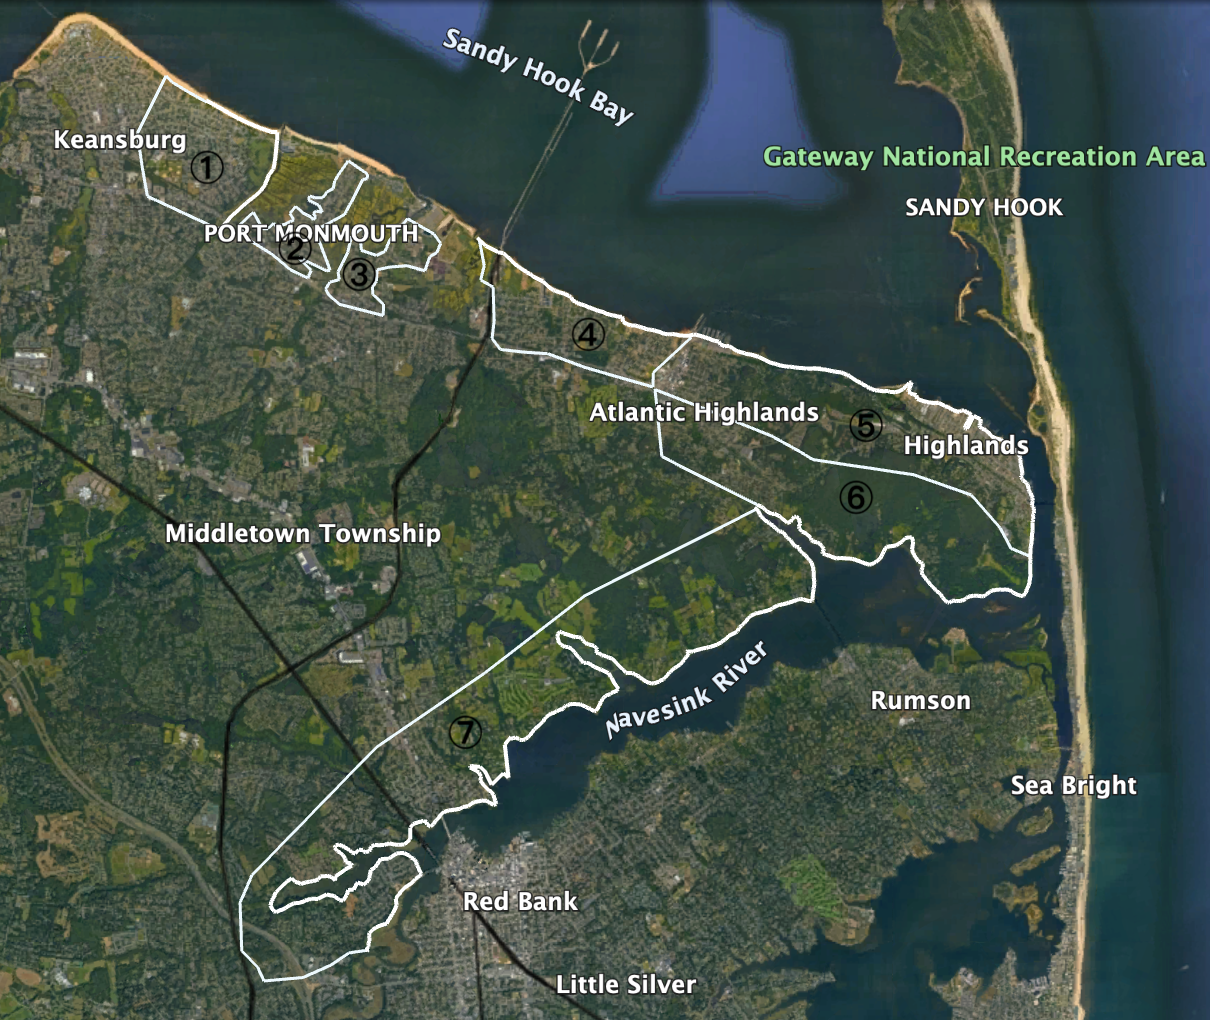 Sandy Hook Bay
Keansburg
①
Gateway National Recreation Area
SANDY HOOK
PORT MONMOUTH
②
③
④
Atlantic Highlands
⑤
Highlands
⑥
Middletown Township
Navesink River
Rumson
⑦
Sea Bright
Red Bank
Little Silver